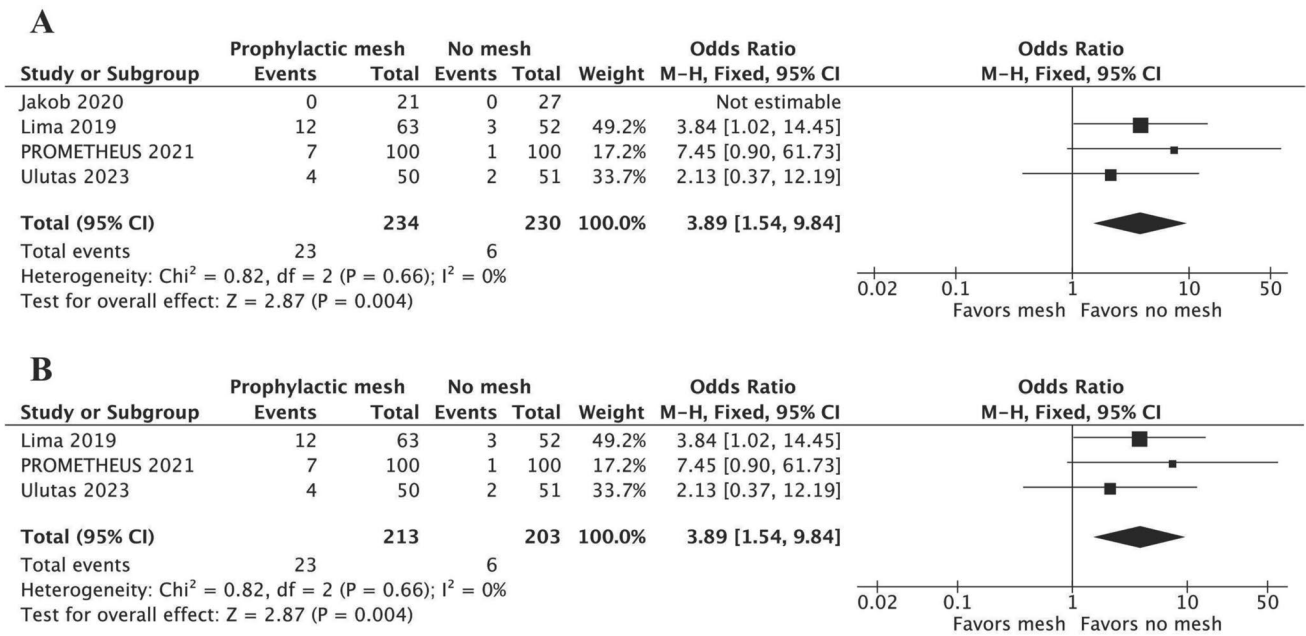 A
Prophylactic mesh No mesh Odds Ratio Odds Ratio
Study or Subgroup Events Total Events Total Weight M-H, Fixed, 95% CI M-H, Fixed, 95% CI
Jakob 2020 0 21 0 27 Not estimable
Lima 2019 12 63 3 52 49.2% 3.84 [1.02, 14.45]
PROMETHEUS 2021 7 100 1 100 17.2% 7.45 [0.90, 61.73]
Ulutas 2023 4 50 2 51 33.7% 2.13 [0.37, 12.19]
Total (95% CI) 234 230 100.0% 3.89 [1.54, 9.84]
Total events 23 6
Heterogeneity: Chi² = 0.82, df = 2 (P = 0.66); I² = 0%
Test for overall effect: Z = 2.87 (P = 0.004)
0.02 0.1 1 10 50
Favors mesh Favors no mesh
B
Prophylactic mesh No mesh Odds Ratio Odds Ratio
Study or Subgroup Events Total Events Total Weight M-H, Fixed, 95% CI M-H, Fixed, 95% CI
Lima 2019 12 63 3 52 49.2% 3.84 [1.02, 14.45]
PROMETHEUS 2021 7 100 1 100 17.2% 7.45 [0.90, 61.73]
Ulutas 2023 4 50 2 51 33.7% 2.13 [0.37, 12.19]
Total (95% CI) 213 203 100.0% 3.89 [1.54, 9.84]
Total events 23 6
Heterogeneity: Chi² = 0.82, df = 2 (P = 0.66); I² = 0%
Test for overall effect: Z = 2.87 (P = 0.004)
0.02 0.1 1 10 50
Favors mesh Favors no mesh